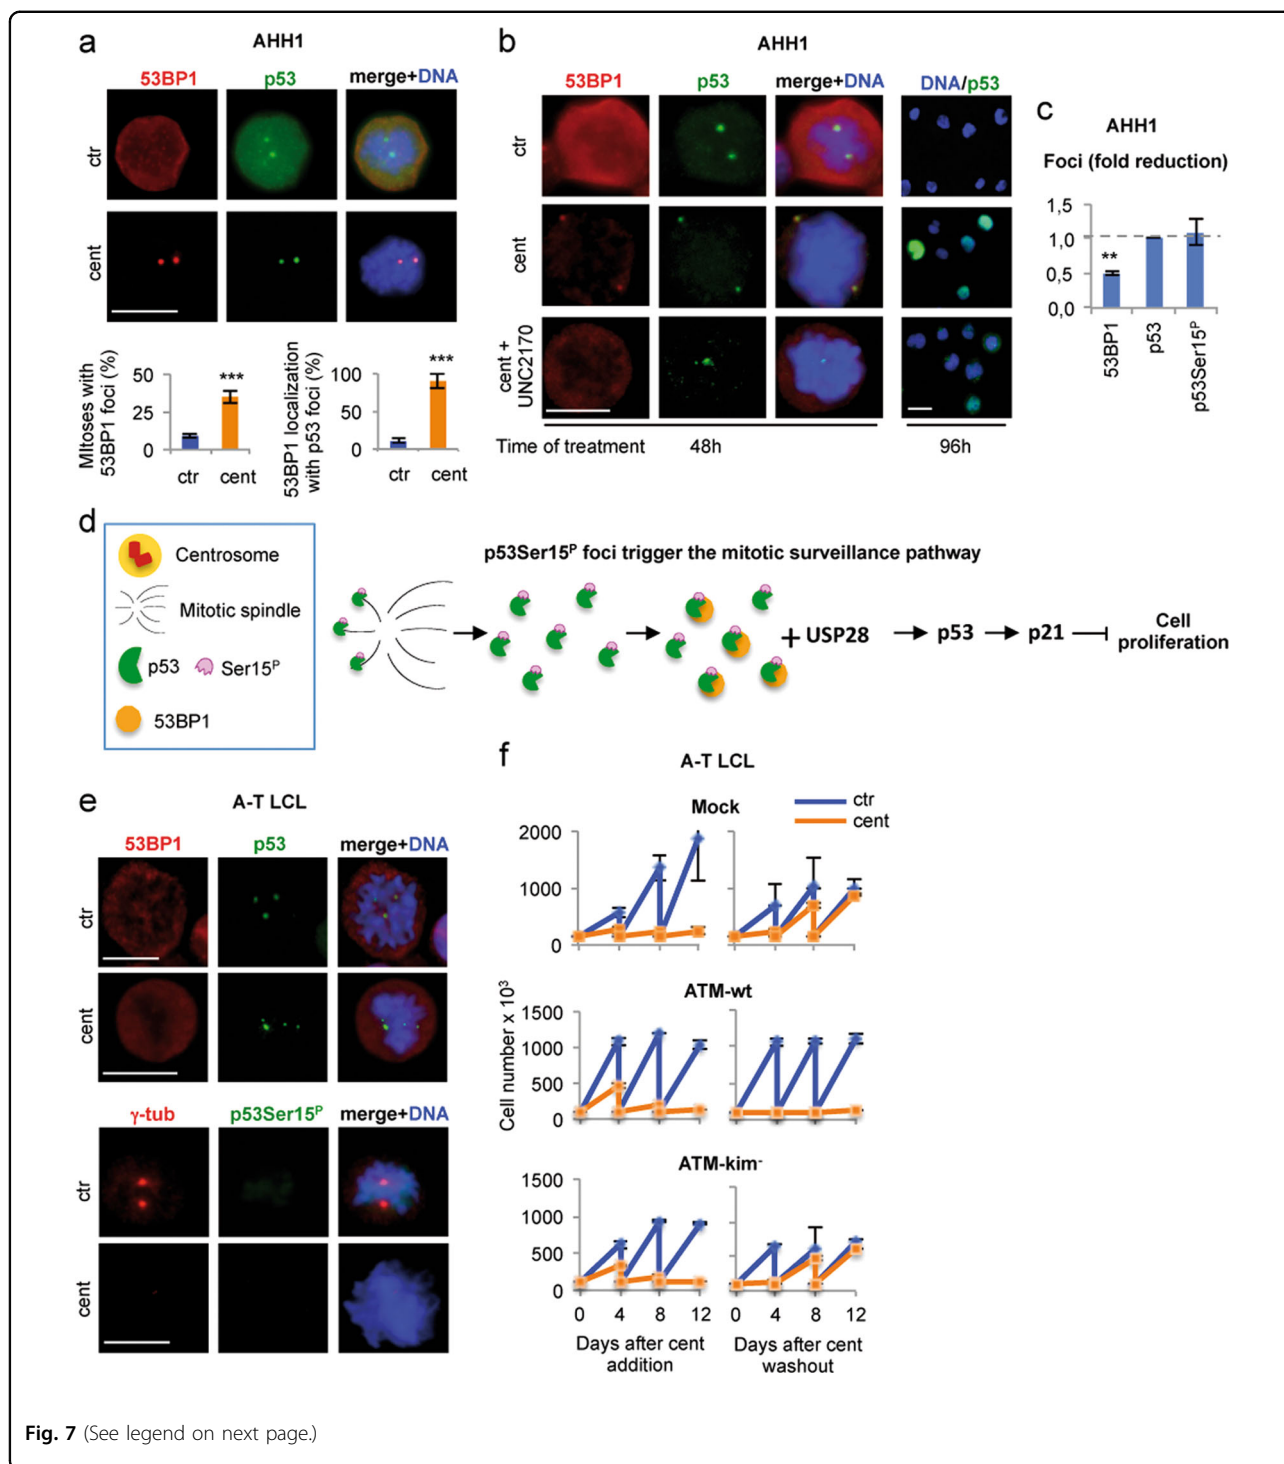 a
AHH1
53BP1 p53 merge+DNA
ctr
cent
MItoses with
53BP1 foci (%)
50
25
0
***
ctr cent
53BP1 localization
with p53 foci (%)
100
50
0
***
ctr cent
b
AHH1
53BP1 p53 merge+DNA DNA/p53
ctr
cent
cent +
UNC2170
Time of treatment 48h 96h
c
AHH1
Foci (fold reduction)
1,5
1,0
0,5
0,0
**
53BP1
p53
p53Ser15ᴾ
d
Centrosome
Mitotic spindle
p53 Ser15ᴾ
53BP1
p53Ser15ᴾ foci trigger the mitotic surveillance pathway
+ USP28 p53 p21 Cell
proliferation
e
A-T LCL
53BP1 p53 merge+DNA
ctr
cent
γ-tub p53Ser15ᴾ merge+DNA
ctr
cent
f
A-T LCL
Mock
ctr
cent
2000
1000
0
Cell number x 10³
ATM-wt
1500
1000
500
0
ATM-kim⁻
1500
1000
500
0
0 4 8 12 0 4 8 12
Days after cent
addition
Days after cent
washout
Fig. 7 (See legend on next page.)